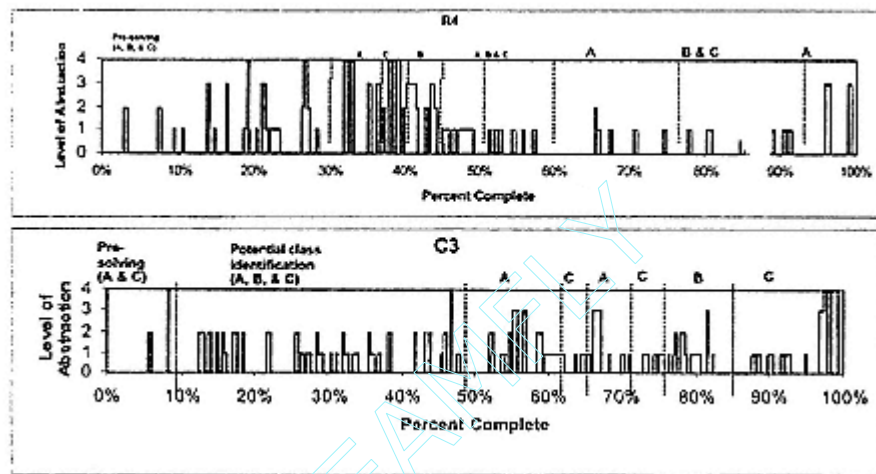 R4
Pre-solving
(A, B, & C)
A C B A B & C A B & C A
Level of Abstraction
4
3
2
1
0
0% 10% 20% 30% 40% 50% 60% 70% 80% 90% 100%
Percent Complete
C3
Pre-
solving
(A & C)
Potential class
identification
(A, B, & C)
A C A C B C
Level of
Abstraction
4
3
2
1
0
0% 10% 20% 30% 40% 50% 60% 70% 80% 90% 100%
Percent Complete
TEAMFLY